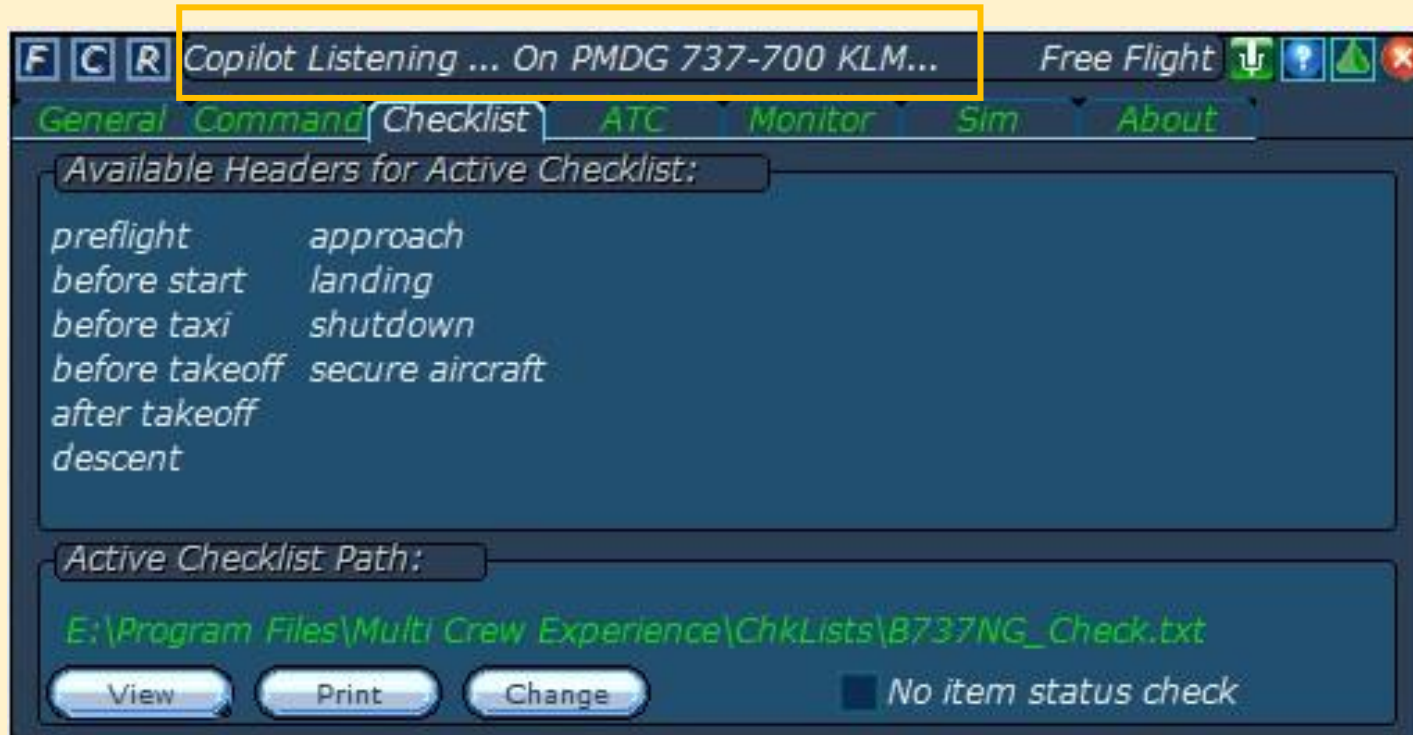 F C R Copilot Listening ... On PMDG 737-700 KLM... Free Flight ?
General Command Checklist ATC Monitor Sim About
Available Headers for Active Checklist:
preflight approach
before start landing
before taxi shutdown
before takeoff secure aircraft
after takeoff
descent
Active Checklist Path:
E:\Program Files\Multi Crew Experience\ChkLists\B737NG_Check.txt
View Print Change No item status check